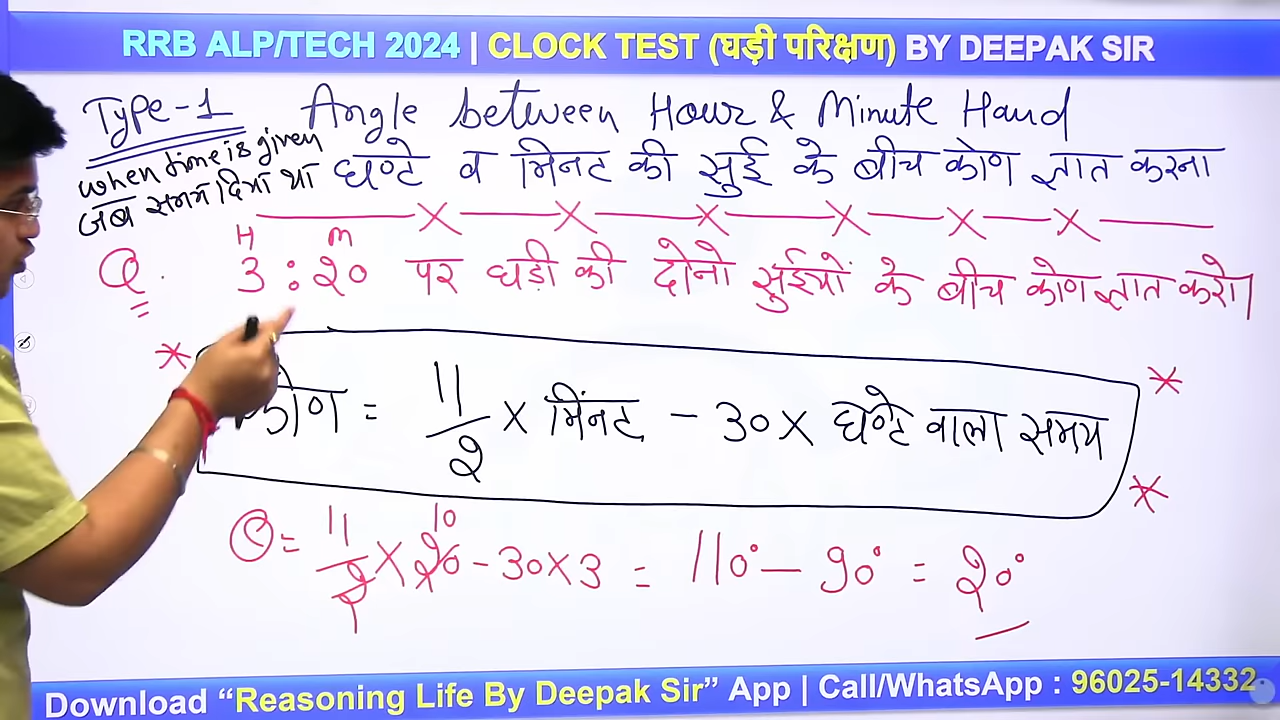 RRB ALP/TECH 2024 | CLOCK TEST (घड़ी परिक्षण) BY DEEPAK SIR
Type-1 Angle between Hour & Minute Hand
when time is given
जब समय दिया था
घण्टे व मिनट की सुई के बीच कोण ज्ञात करना
H M
Q. 3:20 पर घड़ी की दोनो सुईयों के बीच कोण ज्ञात करो।
कोण = 11/2 × मिंनट - 30 × घण्टे वाला समय
θ = 11/2 × 20 - 30×3 = 110° - 90° = 20°
10
1
Download “Reasoning Life By Deepak Sir” App | Call/WhatsApp : 96025-14332